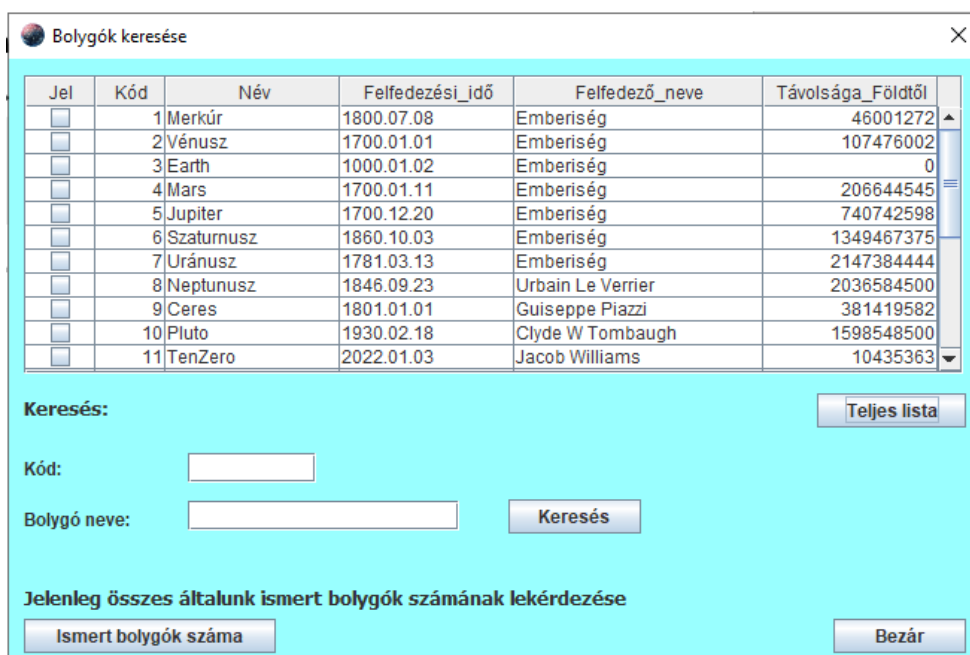 Bolygók keresése
Jel Kód Név Felfedezési_idő Felfedező_neve Távolsága_Földtől
1 Merkúr 1800.07.08 Emberiség 46001272
2 Vénusz 1700.01.01 Emberiség 107476002
3 Earth 1000.01.02 Emberiség 0
4 Mars 1700.01.11 Emberiség 206644545
5 Jupiter 1700.12.20 Emberiség 740742598
6 Szaturnusz 1860.10.03 Emberiség 1349467375
7 Uránusz 1781.03.13 Emberiség 2147384444
8 Neptunusz 1846.09.23 Urbain Le Verrier 2036584500
9 Ceres 1801.01.01 Guiseppe Piazzi 381419582
10 Pluto 1930.02.18 Clyde W Tombaugh 1598548500
11 TenZero 2022.01.03 Jacob Williams 10435363
Keresés: Teljes lista
Kód:
Bolygó neve: Keresés
Jelenleg összes általunk ismert bolygók számának lekérdezése
Ismert bolygók száma Bezár